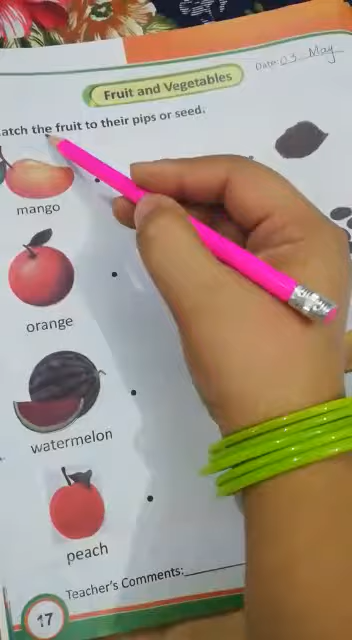 Date: 03 May
Fruit and Vegetables
atch the fruit to their pips or seed.
mango
orange
watermelon
peach
Teacher's Comments:
17